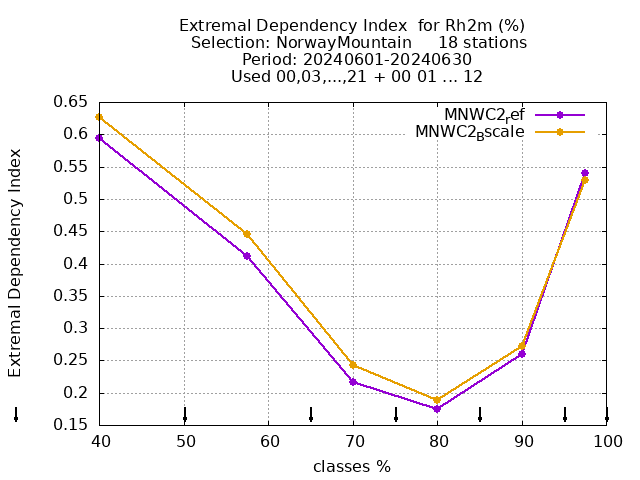 Extremal Dependency Index  for Rh2m (%)
Selection: NorwayMountain     18 stations
Period: 20240601-20240630
Used 00,03,...,21 + 00 01 ... 12
MNWC2ref
MNWC2Bscale
Extremal Dependency Index
0.65
0.6
0.55
0.5
0.45
0.4
0.35
0.3
0.25
0.2
0.15
40 50 60 70 80 90 100
classes %